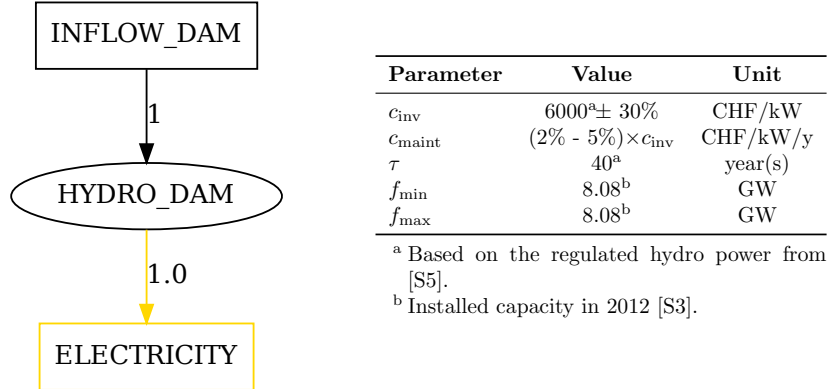 INFLOW_DAM
1
HYDRO_DAM
1.0
ELECTRICITY
Parameter Value Unit
c_inv 6000^a± 30% CHF/kW
c_maint (2% - 5%)×c_inv CHF/kW/y
τ 40^a year(s)
f_min 8.08^b GW
f_max 8.08^b GW
^a Based on the regulated hydro power from
[S5].
^b Installed capacity in 2012 [S3].